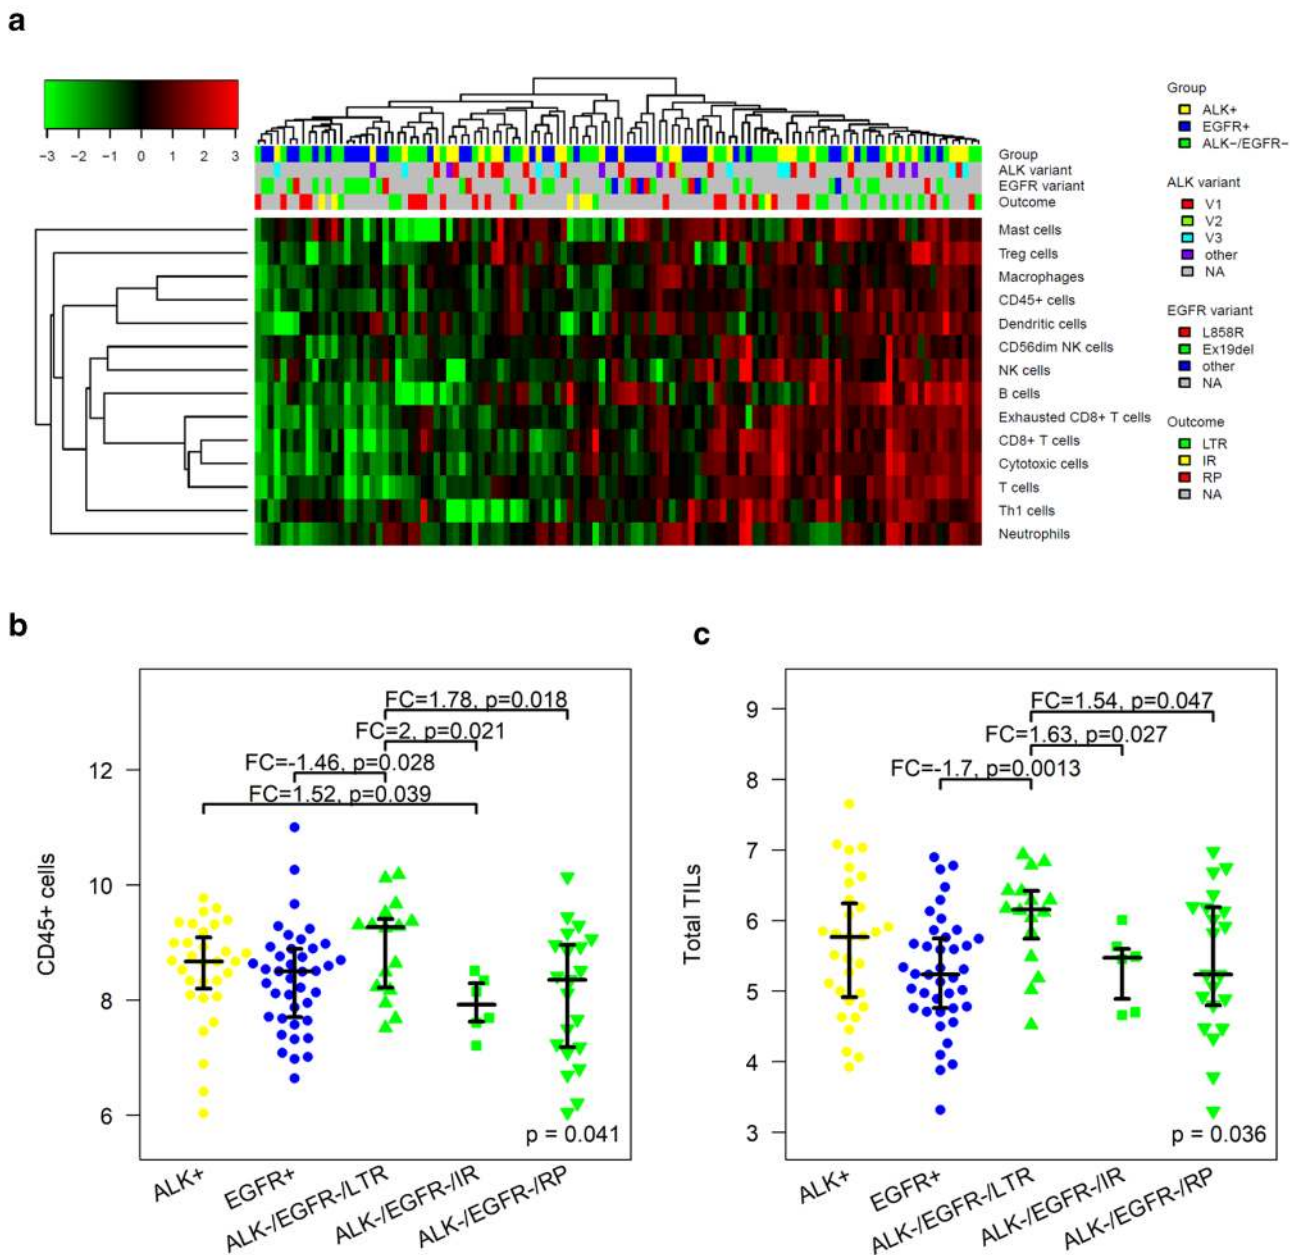 a
−3 −2 −1 0 1 2 3
Group
ALK variant
EGFR variant
Outcome
Mast cells
Treg cells
Macrophages
CD45+ cells
Dendritic cells
CD56dim NK cells
NK cells
B cells
Exhausted CD8+ T cells
CD8+ T cells
Cytotoxic cells
T cells
Th1 cells
Neutrophils
Group
ALK+
EGFR+
ALK−/EGFR−
ALK variant
V1
V2
V3
other
NA
EGFR variant
L858R
Ex19del
other
NA
Outcome
LTR
IR
RP
NA
b
CD45+ cells
12
10
8
6
FC=1.78, p=0.018
FC=2, p=0.021
FC=-1.46, p=0.028
FC=1.52, p=0.039
p = 0.041
ALK+
EGFR+
ALK-/EGFR-/LTR
ALK-/EGFR-/IR
ALK-/EGFR-/RP
c
Total TILs
9
8
7
6
5
4
3
FC=1.54, p=0.047
FC=1.63, p=0.027
FC=-1.7, p=0.0013
p = 0.036
ALK+
EGFR+
ALK-/EGFR-/LTR
ALK-/EGFR-/IR
ALK-/EGFR-/RP